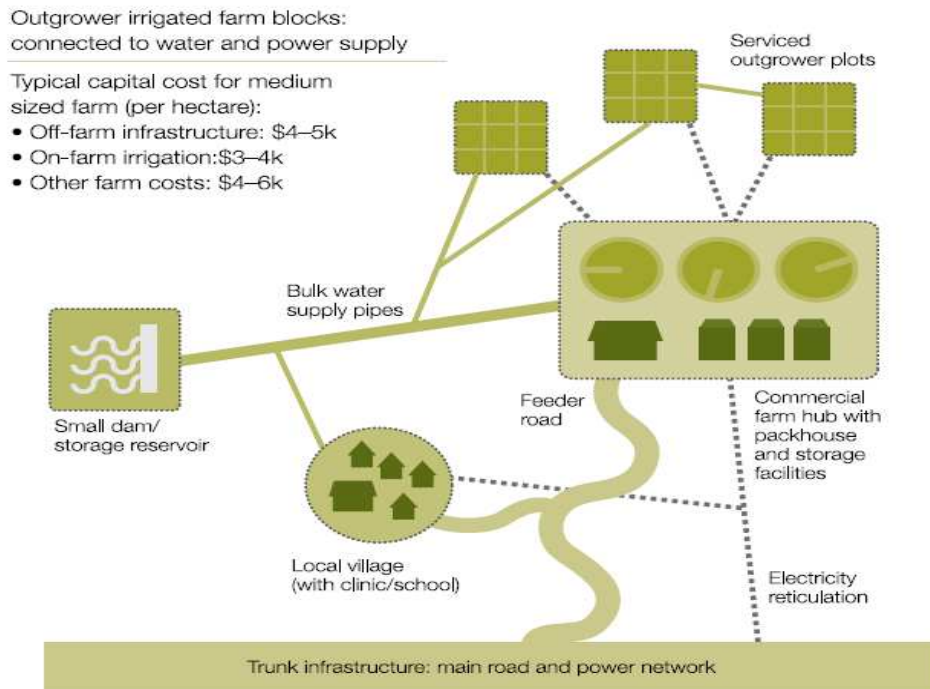 Outgrower irrigated farm blocks:
connected to water and power supply
Typical capital cost for medium
sized farm (per hectare):
• Off-farm infrastructure: $4–5k
• On-farm irrigation:$3–4k
• Other farm costs: $4–6k
Serviced
outgrower plots
Bulk water
supply pipes
Small dam/
storage reservoir
Feeder
road
Commercial
farm hub with
packhouse
and storage
facilities
Local village
(with clinic/school)
Electricity
reticulation
Trunk infrastructure: main road and power network